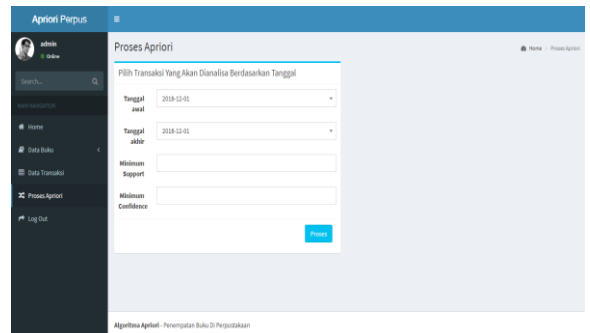 Apriori Perpus
admin
Online
Search...
MAIN NAVIGATION
Home
Data Buku
Data Transaksi
Proses Apriori
Log Out
Proses Apriori
Home > Proses Apriori
Pilih Transaksi Yang Akan Dianalisa Berdasarkan Tanggal
Tanggal awal
2018-12-01
Tanggal akhir
2018-12-01
Minimum Support
Minimum Confidence
Proses
Algoritma Apriori - Penempatan Buku Di Perpustakaan